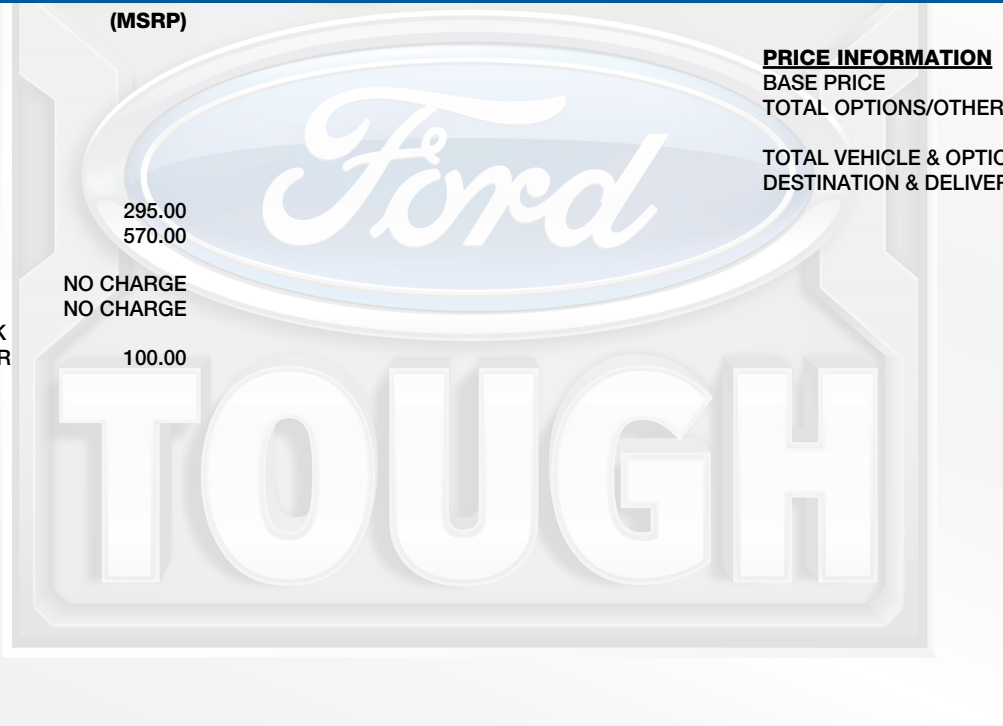 (MSRP)
295.00
570.00
NO CHARGE
NO CHARGE
K
R 100.00
PRICE INFORMATION
BASE PRICE
TOTAL OPTIONS/OTHER
TOTAL VEHICLE & OPTIO
DESTINATION & DELIVER
Ford
TOUGH